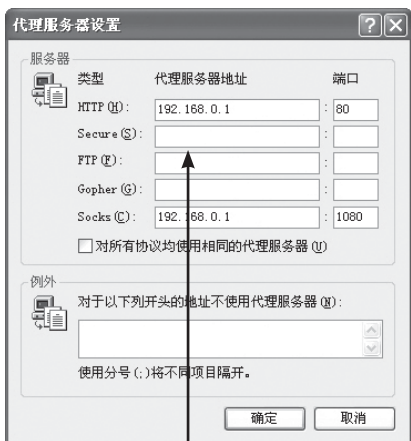 代理服务器设置
服务器
类型 代理服务器地址 端口
HTTP(H): 192.168.0.1 : 80
Secure(S): :
FTP(F): :
Gopher(G): :
Socks(C): 192.168.0.1 : 1080
对所有协议均使用相同的代理服务器(U)
例外
对于以下列开头的地址不使用代理服务器(N):
使用分号(;)将不同项目隔开。
确定 取消